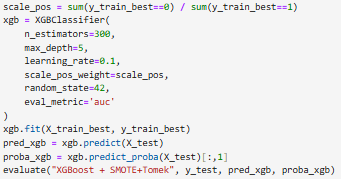 scale_pos = sum(y_train_best==0) / sum(y_train_best==1)
xgb = XGBClassifier(
    n_estimators=300,
    max_depth=5,
    learning_rate=0.1,
    scale_pos_weight=scale_pos,
    random_state=42,
    eval_metric='auc'
)
xgb.fit(X_train_best, y_train_best)
pred_xgb = xgb.predict(X_test)
proba_xgb = xgb.predict_proba(X_test)[:,1]
evaluate("XGBoost + SMOTE+Tomek", y_test, pred_xgb, proba_xgb)